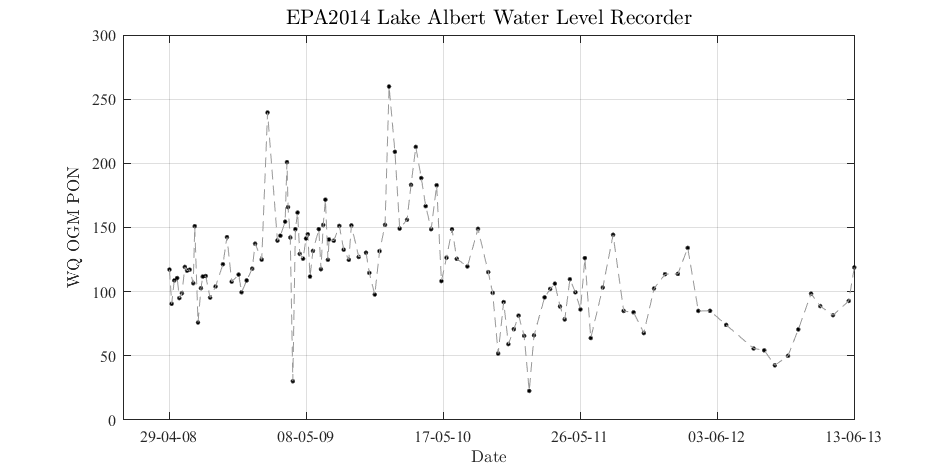 EPA2014 Lake Albert Water Level Recorder
300
250
200
150
100
50
0
WQ OGM PON
29-04-08 08-05-09 17-05-10 26-05-11 03-06-12 13-06-13
Date